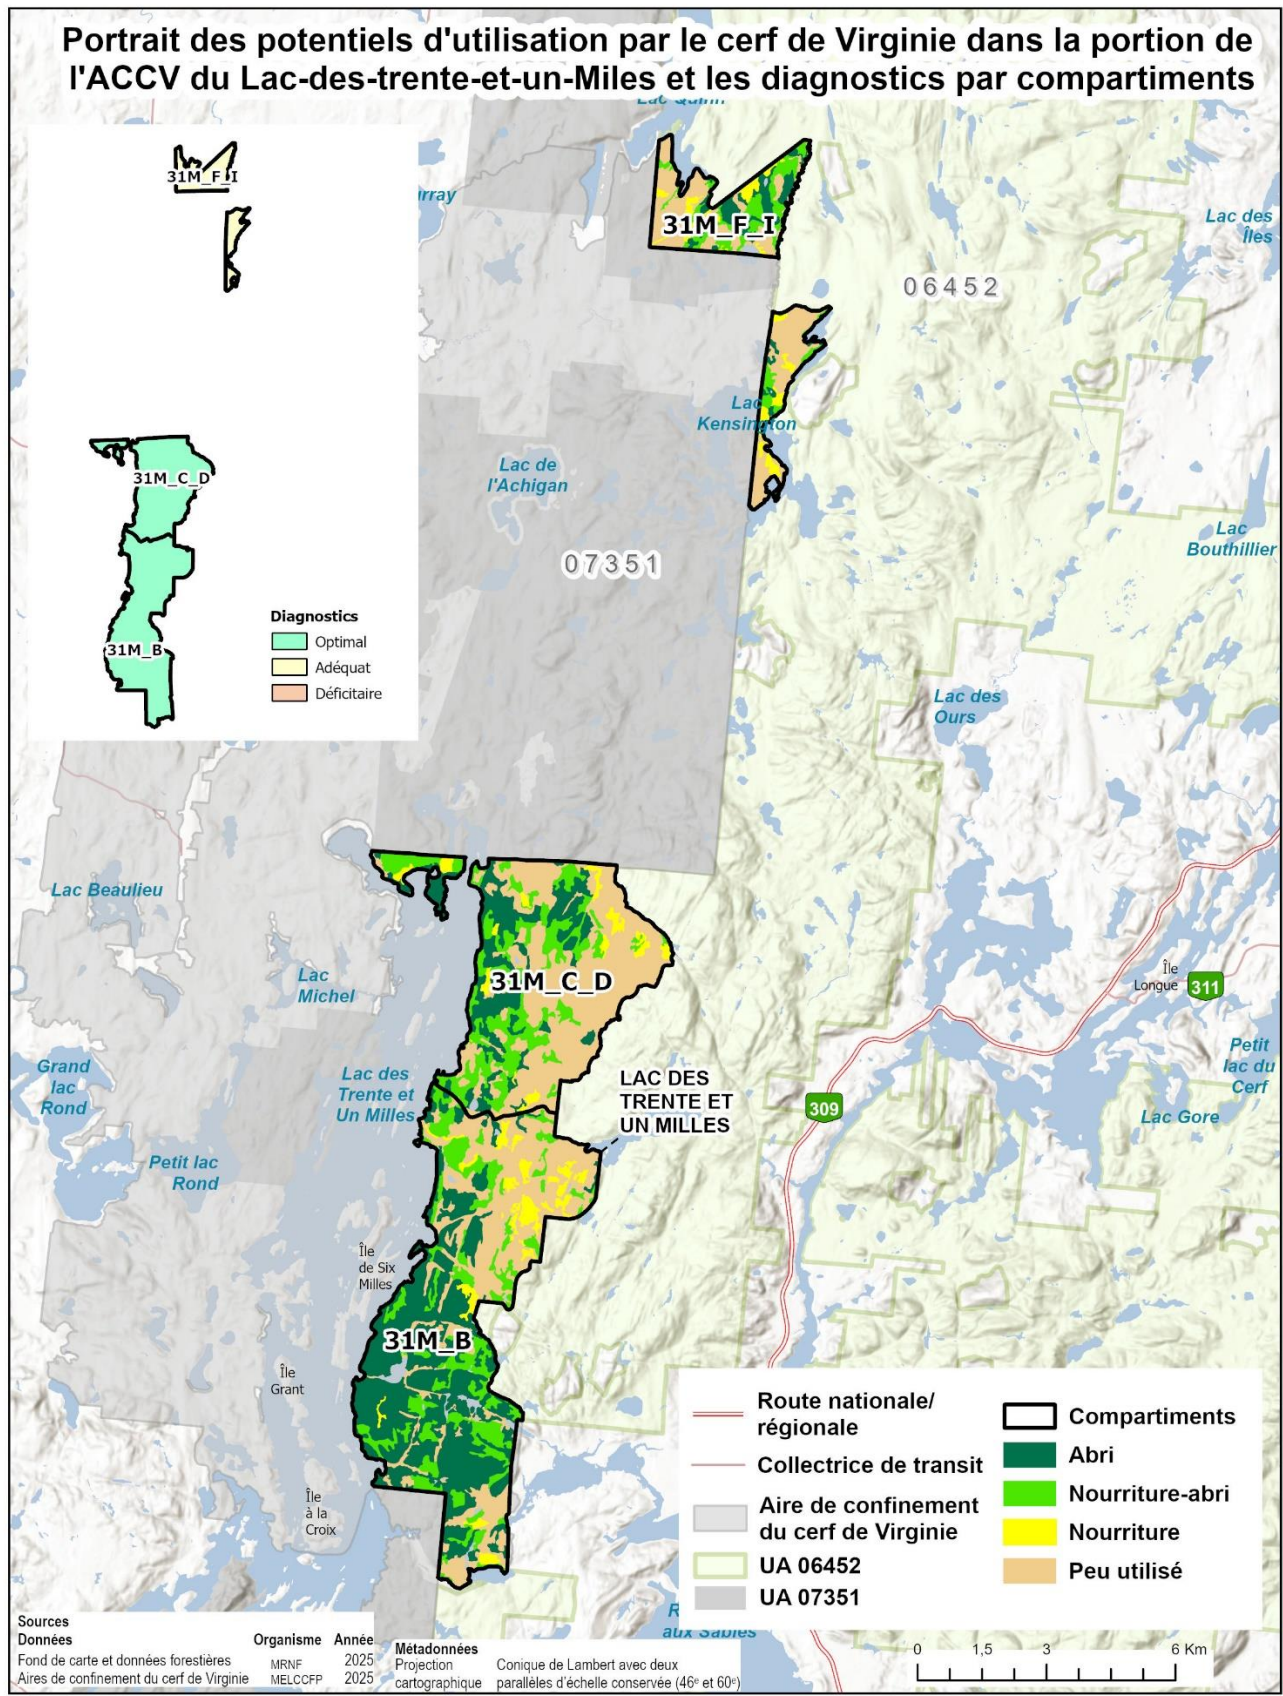 Portrait des potentiels d'utilisation par le cerf de Virginie dans la portion de
l'ACCV du Lac-des-trente-et-un-Miles et les diagnostics par compartiments
Lac Quinn
31M_F_I
31M_C_D
31M_B
Diagnostics
Optimal
Adéquat
Déficitaire
31M_F_I
Lac des
Îles
06452
Lac
Kensington
Lac de
l'Achigan
Lac
Bouthillier
07351
Lac des
Ours
Lac Beaulieu
Lac
Michel
31M_C_D
Île
Longue
311
Grand
lac
Rond
Lac des
Trente et
Un Milles
LAC DES
TRENTE ET
UN MILLES
309
Petit
lac du
Cerf
Lac Gore
Petit lac
Rond
Île
de Six
Milles
31M_B
Île
Grant
Île
à la
Croix
aux Sables
Route nationale/
régionale
Collectrice de transit
Aire de confinement
du cerf de Virginie
UA 06452
UA 07351
Compartiments
Abri
Nourriture-abri
Nourriture
Peu utilisé
Sources
Données Organisme Année
Fond de carte et données forestières MRNF 2025
Aires de confinement du cerf de Virginie MELCCFP 2025
Métadonnées
Projection Conique de Lambert avec deux
cartographique parallèles d'échelle conservée (46e et 60e)
0 1,5 3 6 Km